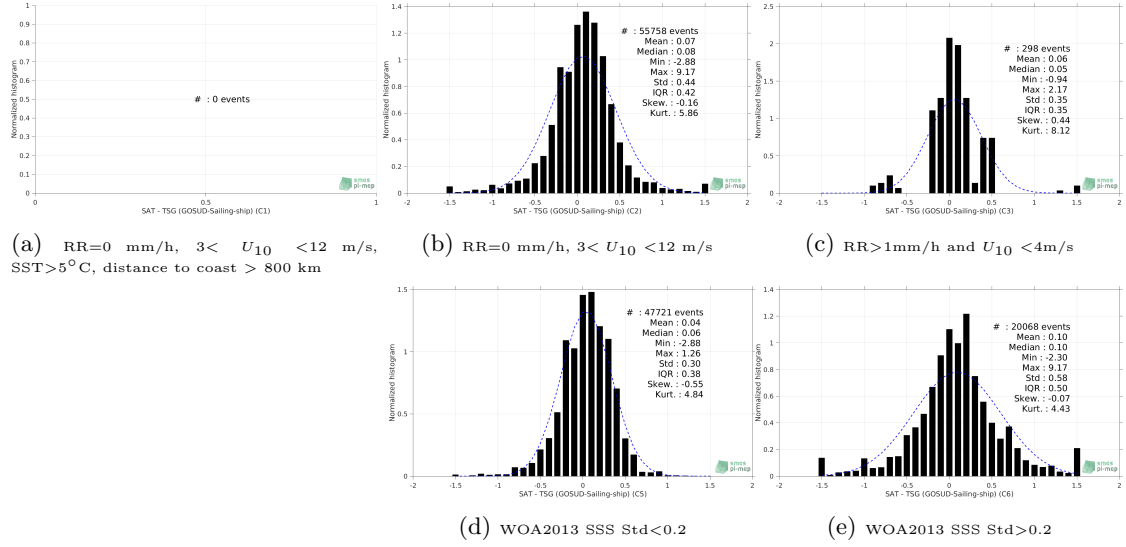 1
0.9
0.8
0.7
0.6
0.5
0.4
0.3
0.2
0.1
0
Normalized histogram
# : 0 events
0 0.5 1
SAT - TSG (GOSUD-Sailing-ship) (C1)
smos
pi-mep
(a) RR=0 mm/h, 3< U10 <12 m/s,
SST>5°C, distance to coast > 800 km
1.4
1.2
1
0.8
0.6
0.4
0.2
0
Normalized histogram
# : 55758 events
Mean : 0.07
Median : 0.08
Min : -2.88
Max : 9.17
Std : 0.44
IQR : 0.42
Skew. : -0.16
Kurt. : 5.86
-2 -1.5 -1 -0.5 0 0.5 1 1.5 2
SAT - TSG (GOSUD-Sailing-ship) (C2)
smos
pi-mep
(b) RR=0 mm/h, 3< U10 <12 m/s
2.5
2
1.5
1
0.5
0
Normalized histogram
# : 298 events
Mean : 0.06
Median : 0.05
Min : -0.94
Max : 2.17
Std : 0.35
IQR : 0.35
Skew. : 0.44
Kurt. : 8.12
-2 -1.5 -1 -0.5 0 0.5 1 1.5 2
SAT - TSG (GOSUD-Sailing-ship) (C3)
smos
pi-mep
(c) RR>1mm/h and U10 <4m/s
1.5
1
0.5
0
Normalized histogram
# : 47721 events
Mean : 0.04
Median : 0.06
Min : -2.88
Max : 1.26
Std : 0.30
IQR : 0.38
Skew. : -0.55
Kurt. : 4.84
-2 -1.5 -1 -0.5 0 0.5 1 1.5 2
SAT - TSG (GOSUD-Sailing-ship) (C5)
smos
pi-mep
(d) WOA2013 SSS Std<0.2
1.4
1.2
1
0.8
0.6
0.4
0.2
0
Normalized histogram
# : 20068 events
Mean : 0.10
Median : 0.10
Min : -2.30
Max : 9.17
Std : 0.58
IQR : 0.50
Skew. : -0.07
Kurt. : 4.43
-2 -1.5 -1 -0.5 0 0.5 1 1.5 2
SAT - TSG (GOSUD-Sailing-ship) (C6)
smos
pi-mep
(e) WOA2013 SSS Std>0.2